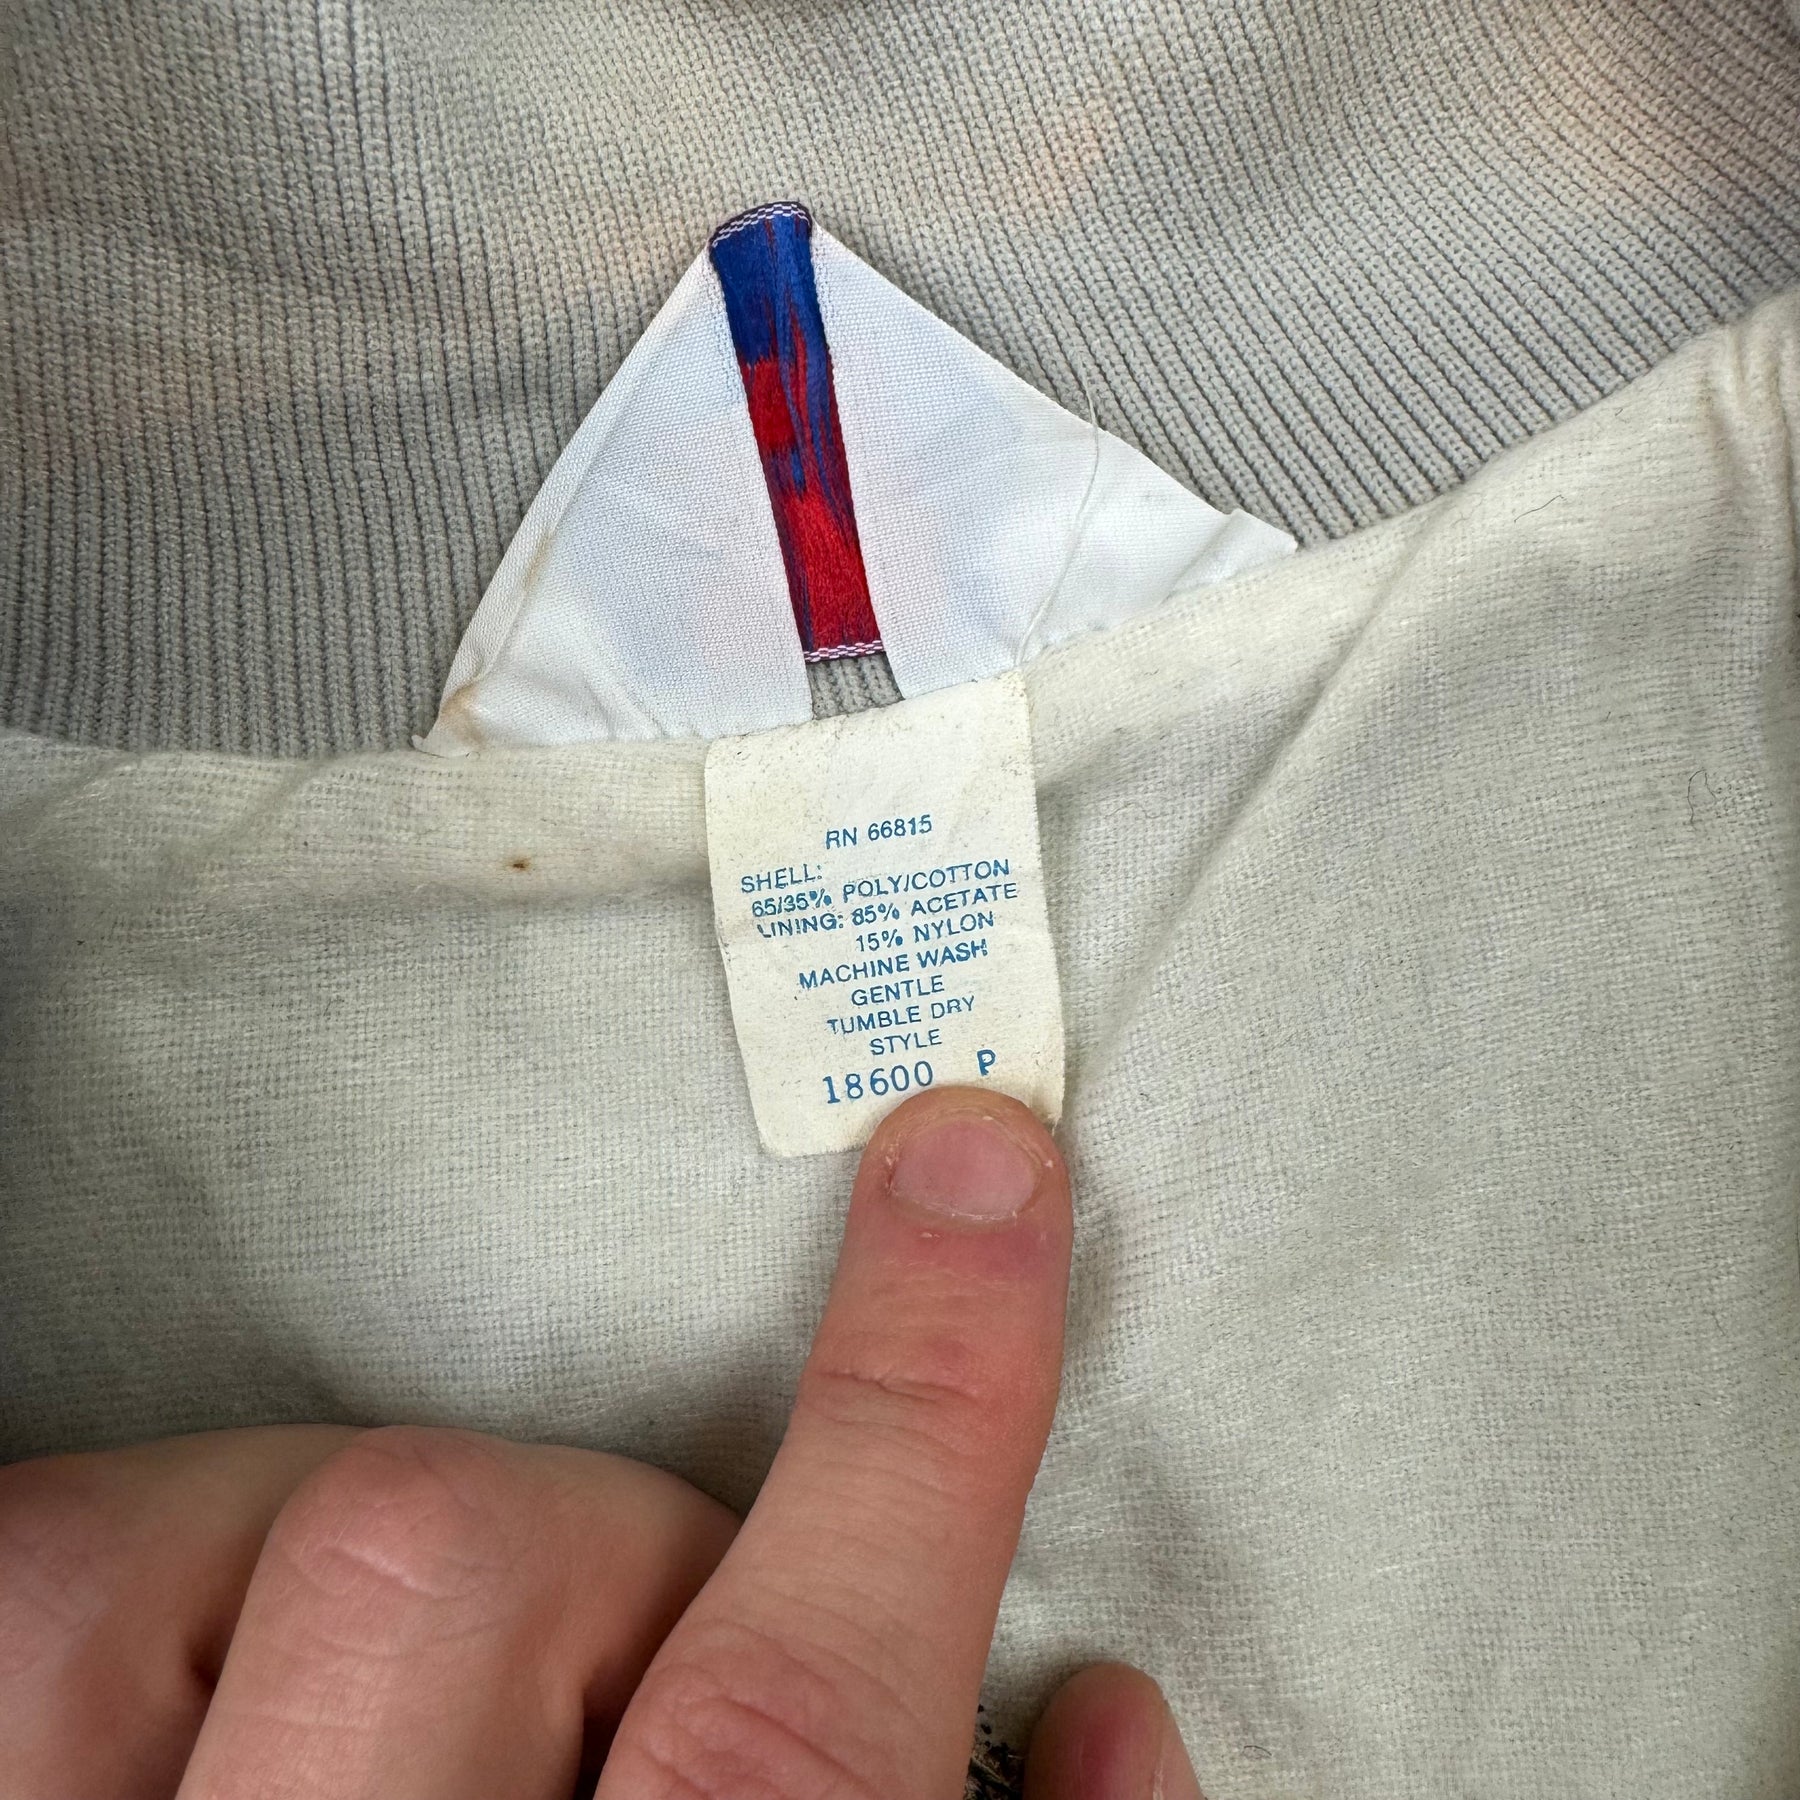 RN 66815
SHELL:
65/35% POLY/COTTON
LINING: 85% ACETATE
15% NYLON
MACHINE WASH
GENTLE
TUMBLE DRY
STYLE
18600 P